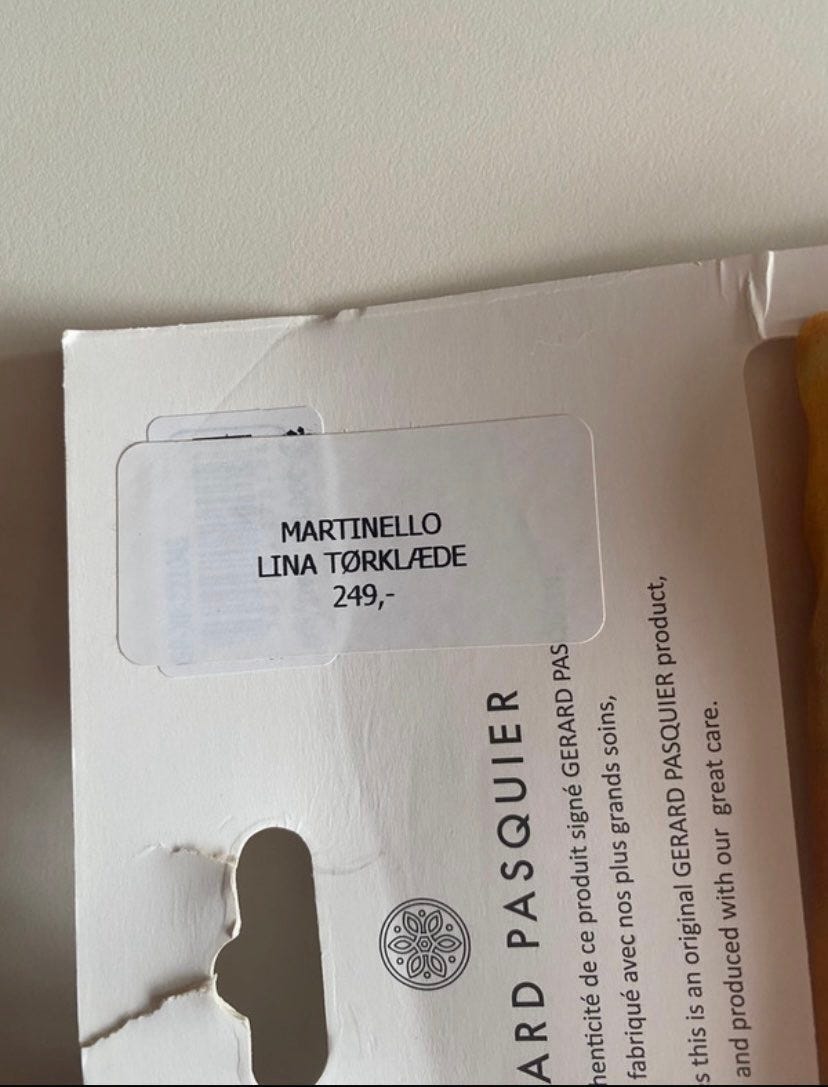 MARTINELLO
LINA TØRKLÆDE
249,-
ARD PASQUIER
henticité de ce produit signé GERARD PAS
fabriqué avec nos plus grands soins,
s this is an original GERARD PASQUIER product,
and produced with our great care.